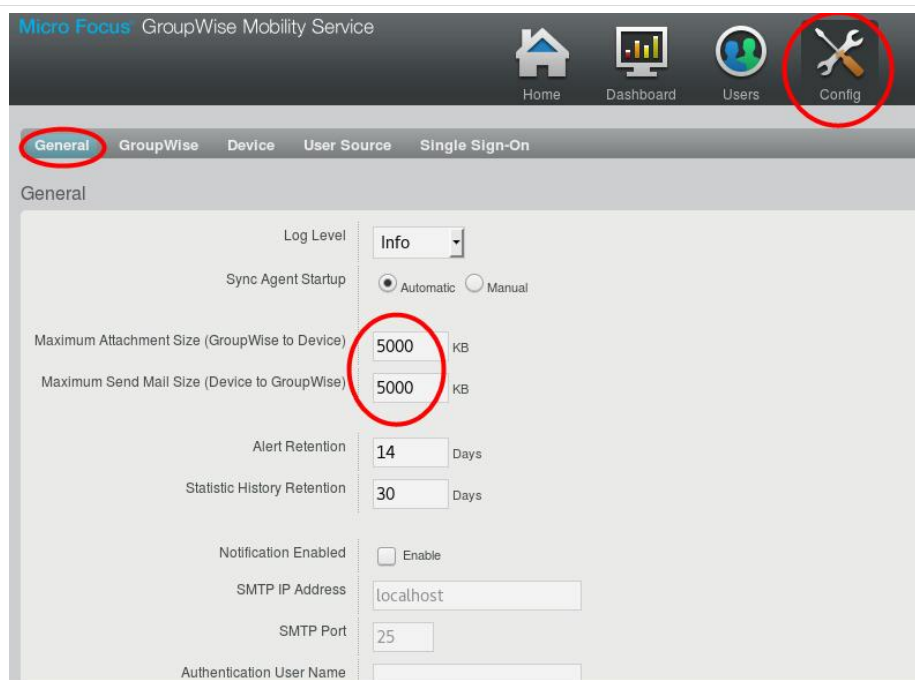 Micro Focus® GroupWise Mobility Service
Home Dashboard Users Config
General GroupWise Device User Source Single Sign-On
General
Log Level Info
Sync Agent Startup Automatic Manual
Maximum Attachment Size (GroupWise to Device) 5000 KB
Maximum Send Mail Size (Device to GroupWise) 5000 KB
Alert Retention 14 Days
Statistic History Retention 30 Days
Notification Enabled Enable
SMTP IP Address localhost
SMTP Port 25
Authentication User Name